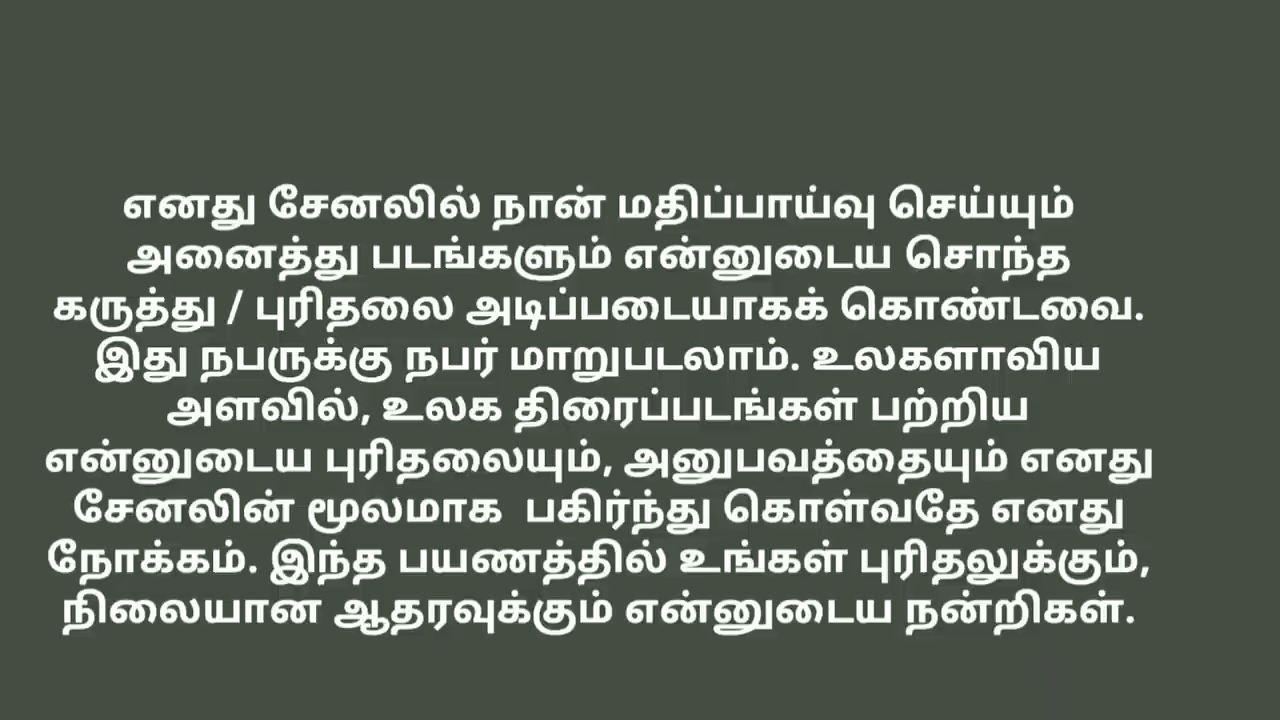 எனது சேனலில் நான் மதிப்பாய்வு செய்யும்
அனைத்து படங்களும் என்னுடைய சொந்த
கருத்து / புரிதலை அடிப்படையாகக் கொண்டவை.
இது நபருக்கு நபர் மாறுபடலாம். உலகளாவிய
அளவில், உலக திரைப்படங்கள் பற்றிய
என்னுடைய புரிதலையும், அனுபவத்தையும் எனது
சேனலின் மூலமாக பகிர்ந்து கொள்வதே எனது
நோக்கம். இந்த பயணத்தில் உங்கள் புரிதலுக்கும்,
நிலையான ஆதரவுக்கும் என்னுடைய நன்றிகள்.